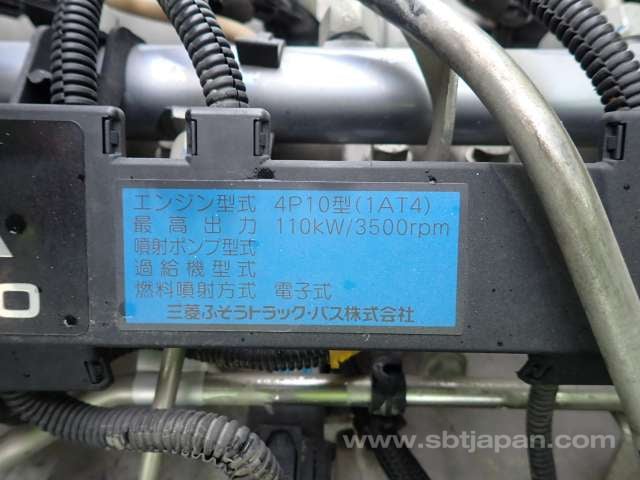 エンジン型式 4P10型(1AT4)
最高出力 110kW/3500rpm
噴射ポンプ型式
過給機型式
燃料噴射方式 電子式
三菱ふそうトラック・バス株式会社
www.sbtjapan.com